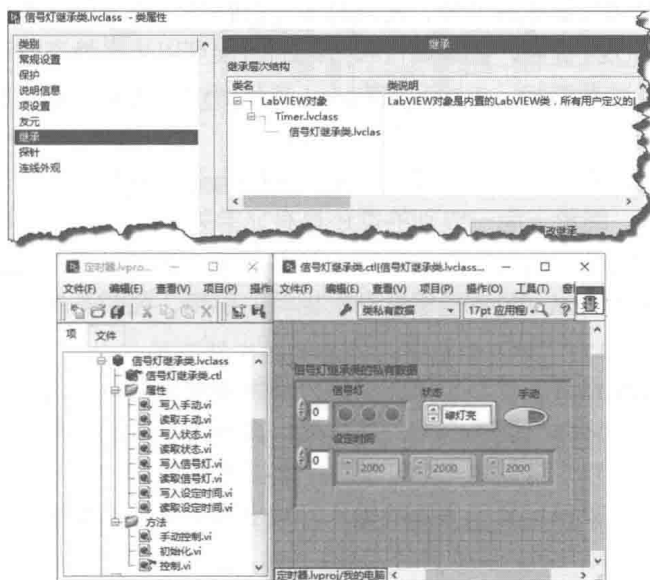 信号灯继承类.lvclass - 类属性
类别
常规设置
保护
说明信息
项设置
友元
继承
探针
连线外观
继承
继承层次结构
类名 类说明
LabVIEW对象 LabVIEW对象是内置的LabVIEW类，所有用户定义的
Timer.lvclass
信号灯继承类.lvclas
改继承
定时器.lvpro...
文件(F) 编辑(E) 查看(V) 项目(P) 操作
项 文件
信号灯继承类.lvclass
信号灯继承类.ctl
属性
写入手动.vi
读取手动.vi
写入状态.vi
读取状态.vi
写入信号灯.vi
读取信号灯.vi
写入设定时间.vi
读取设定时间.vi
方法
手动控制.vi
初始化.vi
控制.vi
信号灯继承类.ctl[信号灯继承类.lvclass...
文件(F) 编辑(E) 查看(V) 项目(P) 操作(O) 工具(T) 窗
类私有数据 17pt 应用程
信号灯继承类的私有数据
信号灯 状态 手动
0 绿灯亮
设定时间
0 2000 2000 2000
定时器.lvproj/我的电脑